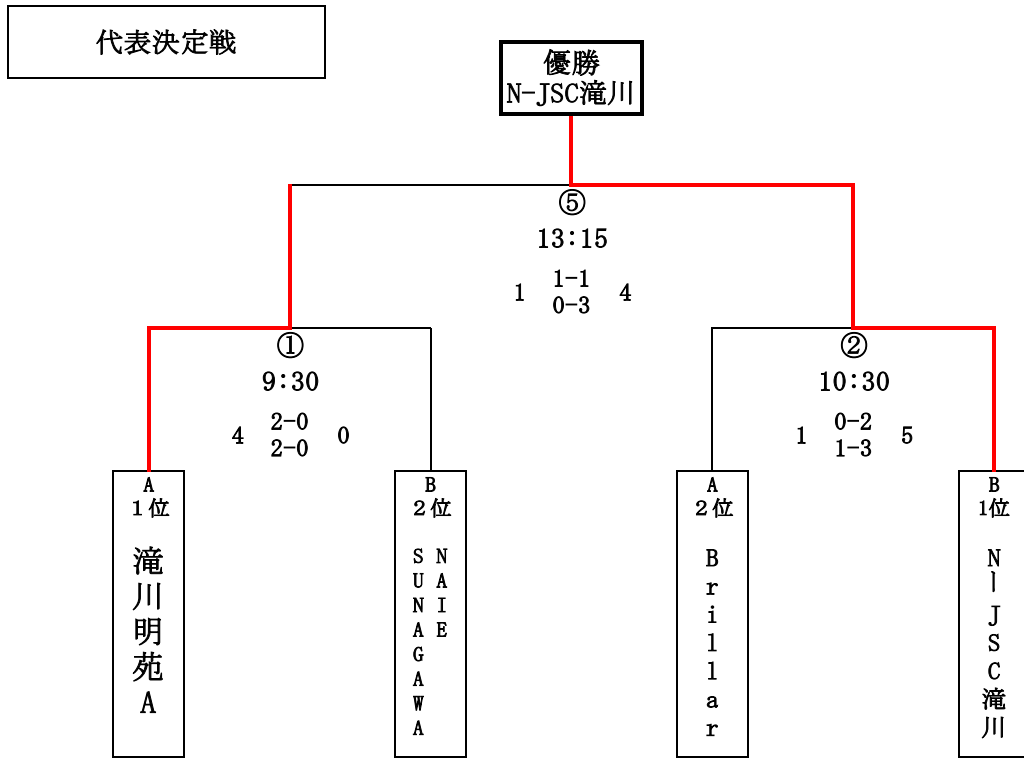 代表決定戦
優勝
N-JSC滝川
⑤
13:15
1 1-1 4
0-3
①
9:30
4 2-0 0
2-0
②
10:30
1 0-2 5
1-3
A
１位
滝川明苑A
B
２位
NAIE
SUNAGAWA
A
２位
Brillar
B
1位
N-JSC滝川